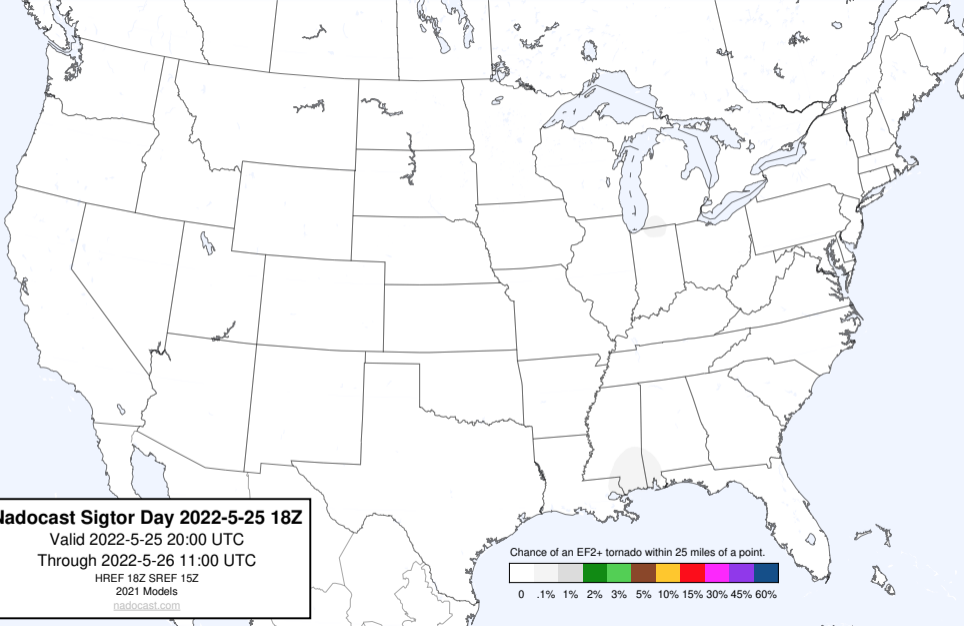 Nadocast Sigtor Day 2022-5-25 18Z
Valid 2022-5-25 20:00 UTC
Through 2022-5-26 11:00 UTC
HREF 18Z SREF 15Z
2021 Models
nadocast.com
Chance of an EF2+ tornado within 25 miles of a point.
0 .1% 1% 2% 3% 5% 10% 15% 30% 45% 60%